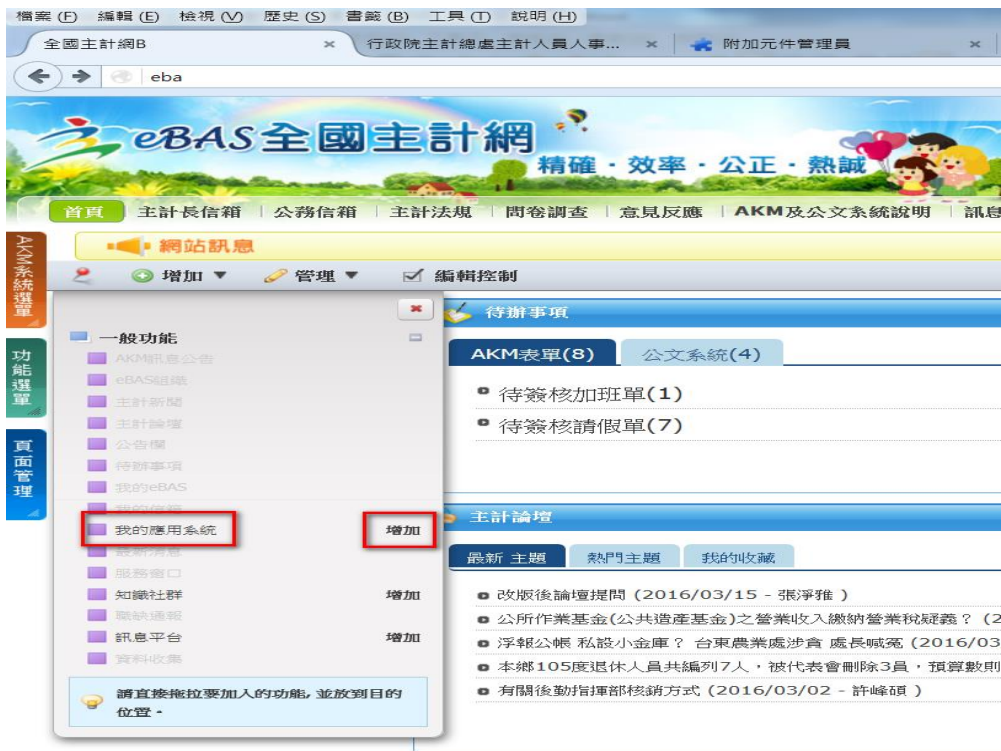 檔案(F) 編輯(E) 檢視(V) 歷史(S) 書籤(B) 工具(T) 說明(H)
全國主計網B × 行政院主計總處主計人員人事... × 附加元件管理員 ×
eba
eBAS全國主計網
精確・效率・公正・熱誠
首頁 主計長信箱 公務信箱 主計法規 問卷調查 意見反應 AKM及公文系統說明 訊息
AKM系統選單
功能選單
頁面管理
網站訊息
增加 ▼ 管理 ▼ 編輯控制
一般功能
AKM訊息公告
eBAS組織
主計新聞
主計論壇
公告欄
待辦事項
我的eBAS
我的信箱
我的應用系統 增加
最新消息
服務窗口
知識社群 增加
職缺通報
訊息平台 增加
資料收集
請直接拖拉要加入的功能, 並放到目的
位置。
待辦事項
AKM表單(8) 公文系統(4)
待簽核加班單(1)
待簽核請假單(7)
主計論壇
最新 主題 熱門主題 我的收藏
改版後論壇提問 (2016/03/15 - 張淨雅 )
公所作業基金(公共造產基金)之營業收入繳納營業稅疑義? (2
浮報公帳 私設小金庫? 台東農業處涉貪 處長喊冤 (2016/03
本鄉105度退休人員共編列7人,被代表會刪除3員,預算數則
有關後勤指揮部核銷方式 (2016/03/02 - 許峰碩 )